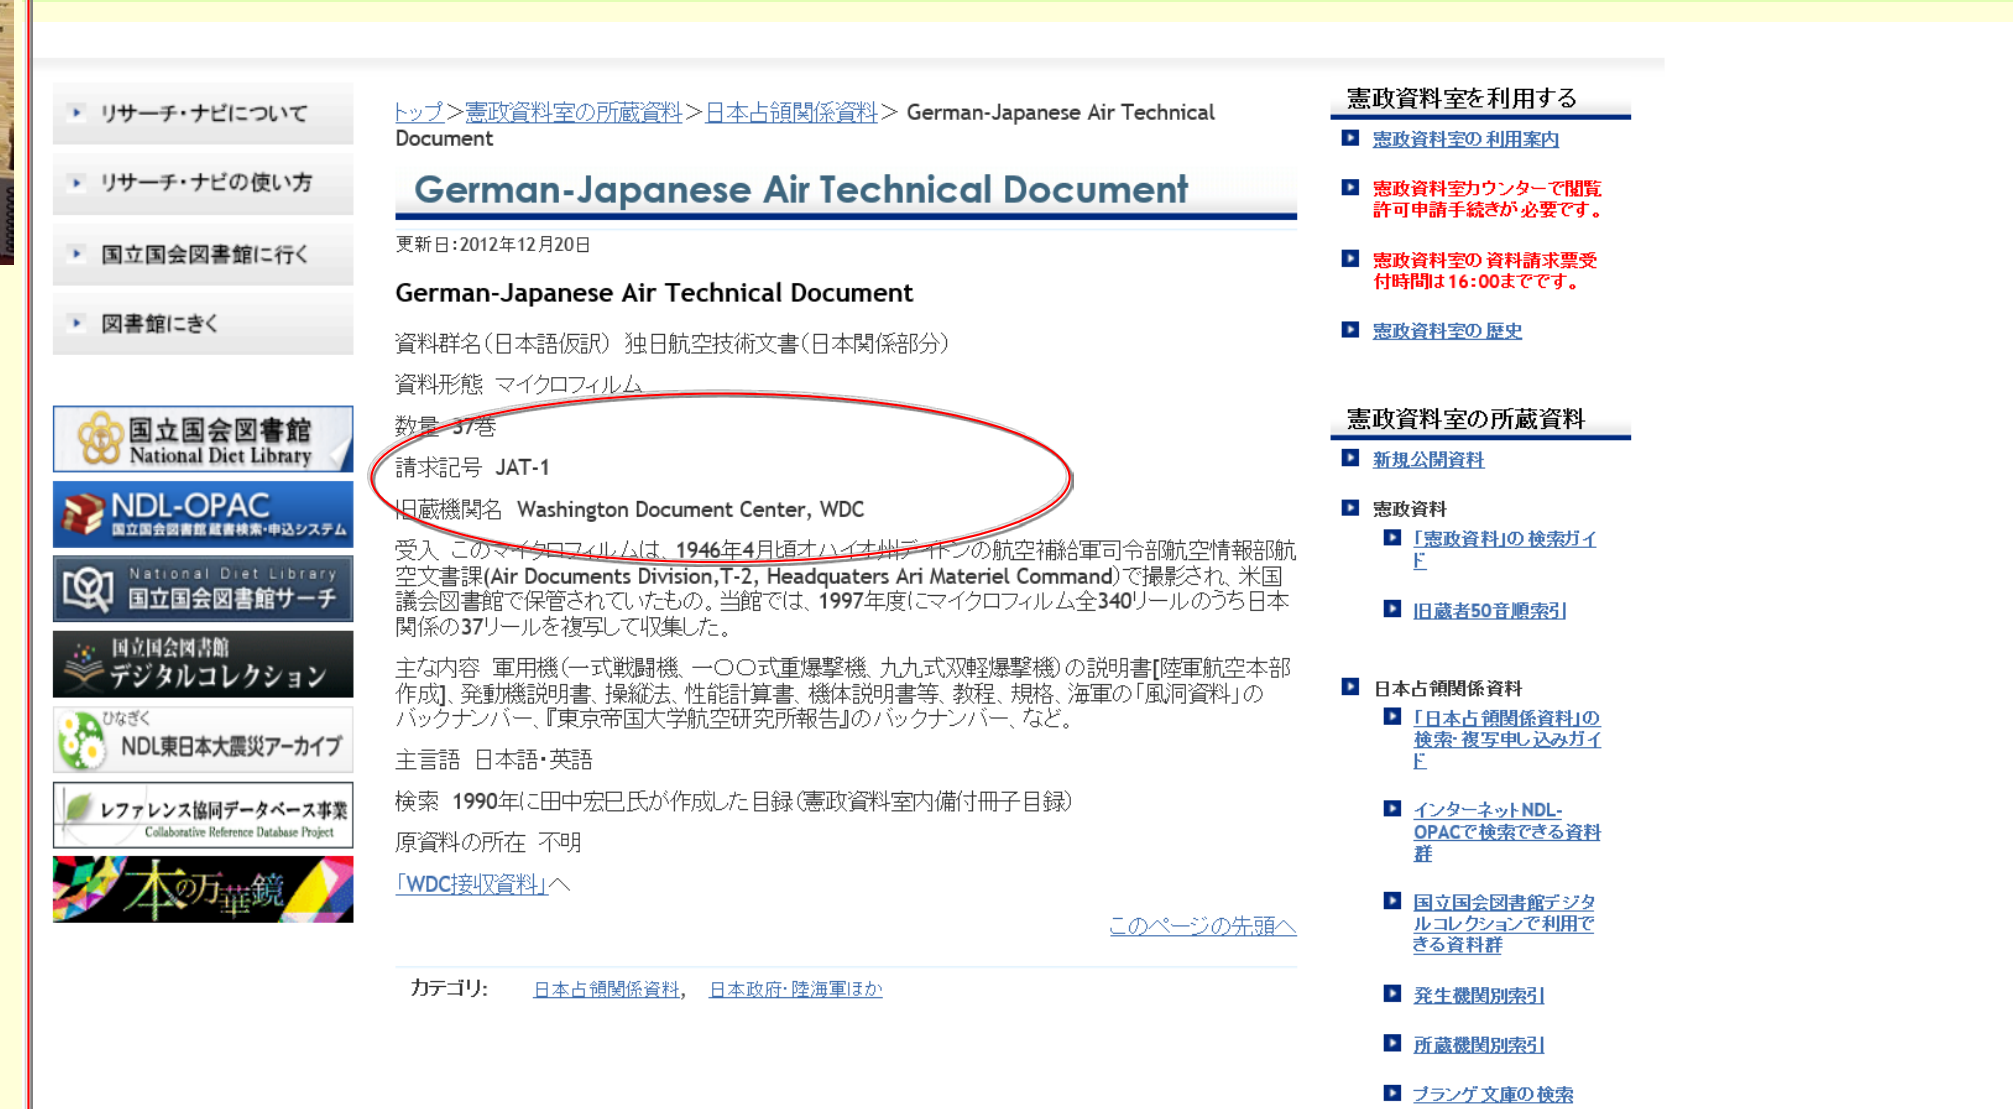 リサーチ・ナビについて
リサーチ・ナビの使い方
国立国会図書館に行く
図書館にきく
国立国会図書館
National Diet Library
NDL-OPAC
国立国会図書館 蔵書検索・申込システム
National Diet Library
国立国会図書館サーチ
国立国会図書館
デジタルコレクション
ひなぎく
NDL東日本大震災アーカイブ
レファレンス協同データベース事業
Collaborative Reference Database Project
本の万華鏡
トップ＞憲政資料室の所蔵資料＞日本占領関係資料＞ German-Japanese Air Technical
Document
German-Japanese Air Technical Document
更新日：2012年12月20日
German-Japanese Air Technical Document
資料群名（日本語仮訳） 独日航空技術文書（日本関係部分）
資料形態 マイクロフィルム
数量 37巻
請求記号 JAT-1
旧蔵機関名 Washington Document Center, WDC
受入 このマイクロフィルムは、1946年4月頃オハイオ州デイトンの航空補給軍司令部航空情報部航
空文書課(Air Documents Division,T-2, Headquaters Ari Materiel Command）で撮影され、米国
議会図書館で保管されていたもの。当館では、1997年度にマイクロフィルム全340リールのうち日本
関係の37リールを複写して収集した。
主な内容 軍用機（一式戦闘機、一〇〇式重爆撃機、九九式双軽爆撃機）の説明書[陸軍航空本部
作成]、発動機説明書、操縦法、性能計算書、機体説明書等、教程、規格、海軍の「風洞資料」の
バックナンバー、『東京帝国大学航空研究所報告』のバックナンバー、など。
主言語 日本語・英語
検索 1990年に田中宏巳氏が作成した目録（憲政資料室内備付冊子目録）
原資料の所在 不明
「WDC接収資料」へ
このページの先頭へ
カテゴリ： 日本占領関係資料, 日本政府・陸海軍ほか
憲政資料室を利用する
憲政資料室の利用案内
憲政資料室カウンターで閲覧
許可申請手続きが必要です。
憲政資料室の資料請求票受
付時間は16：00までです。
憲政資料室の歴史
憲政資料室の所蔵資料
新規公開資料
憲政資料
「憲政資料」の検索ガイ
ド
旧蔵者50音順索引
日本占領関係資料
「日本占領関係資料」の
検索・複写申し込みガイ
ド
インターネットNDL-
OPACで検索できる資料
群
国立国会図書館デジタ
ルコレクションで利用で
きる資料群
発生機関別索引
所蔵機関別索引
プランゲ文庫の検索